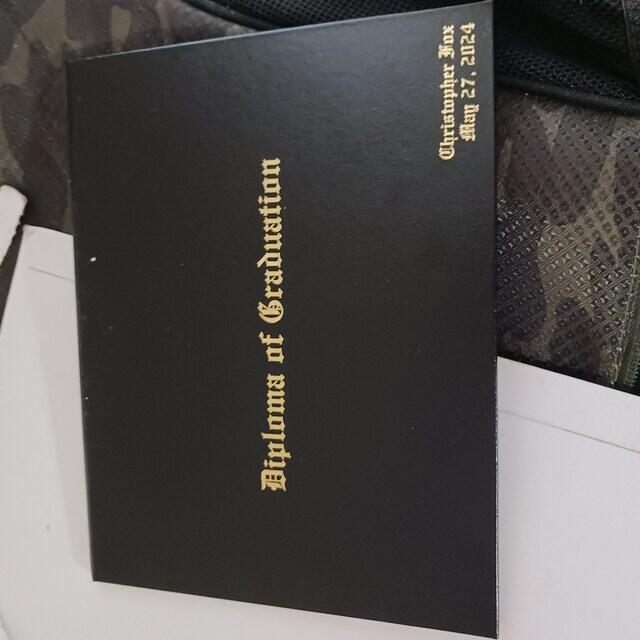 Diploma of Graduation
Christopher Fox
May 27, 2024